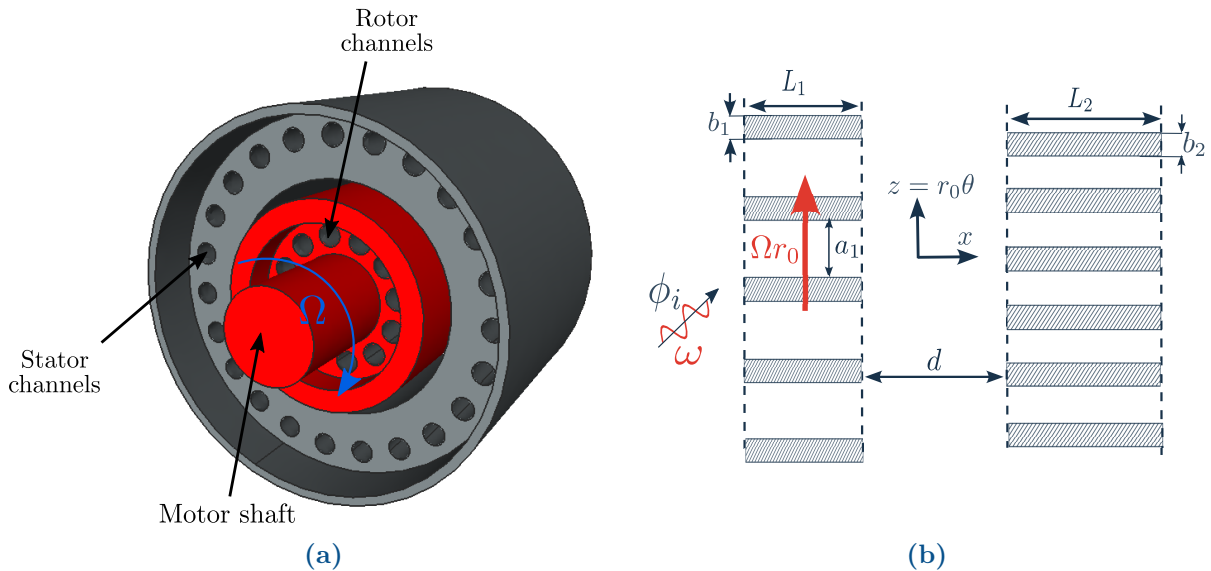 Rotor
channels
Ω
Stator
channels
Motor shaft
(a)
L₁
b₁
L₂
b₂
z = r₀θ
x
Ωr₀
a₁
ϕᵢ
ω
d
(b)